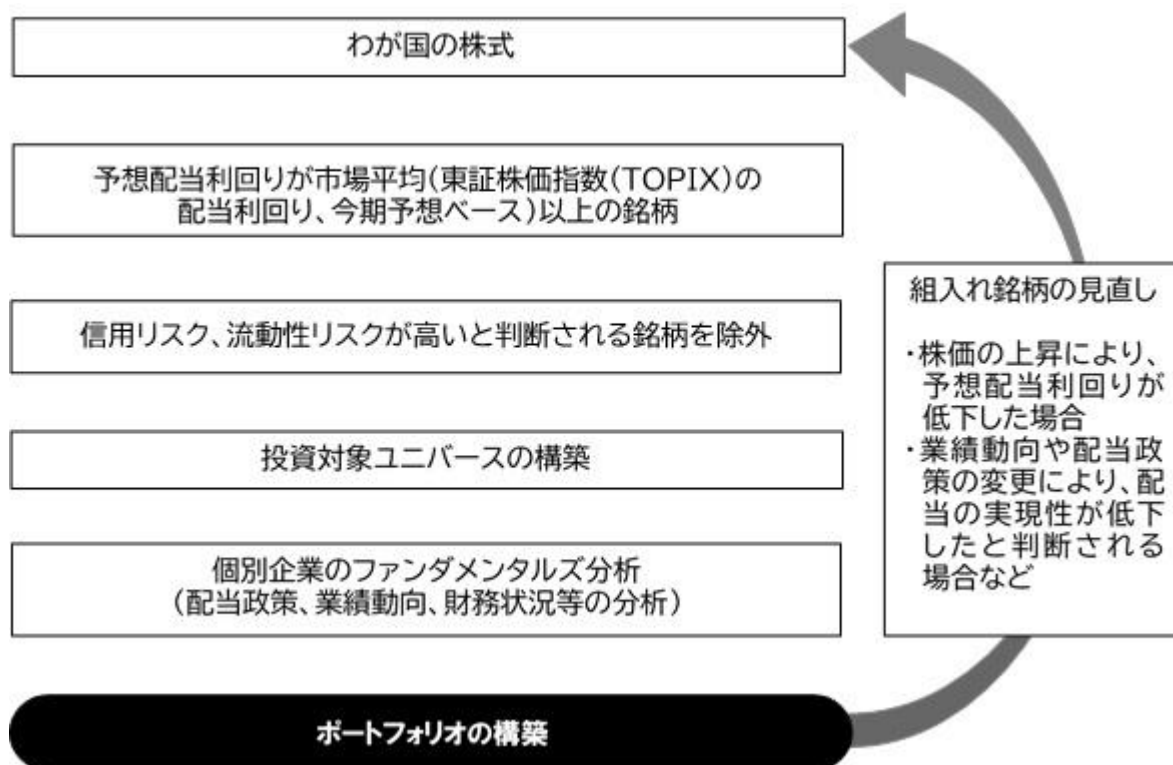 わが国の株式
予想配当利回りが市場平均(東証株価指数(TOPIX)の
配当利回り、今期予想ベース)以上の銘柄
信用リスク、流動性リスクが高いと判断される銘柄を除外
投資対象ユニバースの構築
個別企業のファンダメンタルズ分析
(配当政策、業績動向、財務状況等の分析)
ポートフォリオの構築
組入れ銘柄の見直し
・株価の上昇により、
予想配当利回りが
低下した場合
・業績動向や配当政
策の変更により、配
当の実現性が低下
したと判断される
場合など